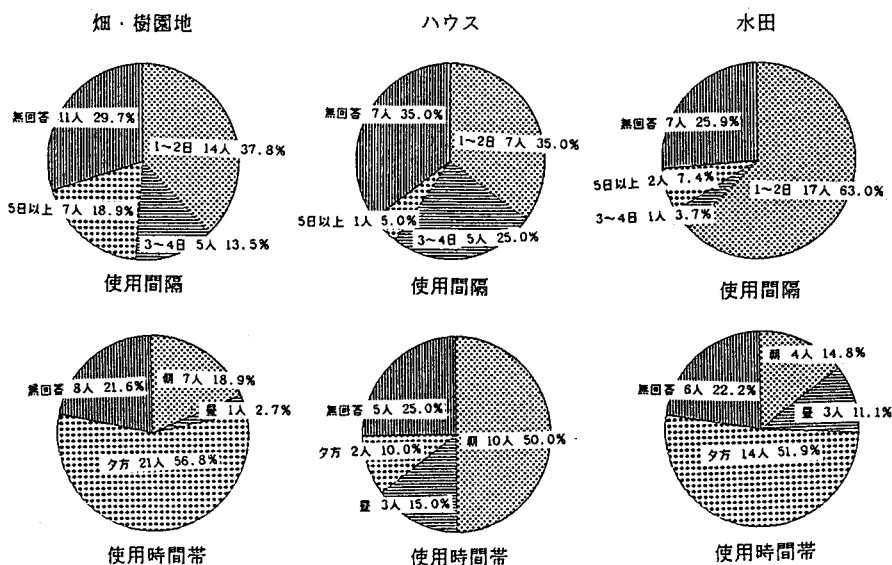 畑・樹園地
ハウス
水田
無回答 11人 29.7%
1~2日 14人 37.8%
5日以上 7人 18.9%
3~4日 5人 13.5%
使用間隔
無回答 7人 35.0%
1~2日 7人 35.0%
5日以上 1人 5.0%
3~4日 5人 25.0%
使用間隔
無回答 7人 25.9%
5日以上 2人 7.4%
1~2日 17人 63.0%
3~4日 1人 3.7%
使用間隔
無回答 8人 21.6%
朝 7人 18.9%
昼 1人 2.7%
夕方 21人 56.8%
使用時間帯
無回答 5人 25.0%
朝 10人 50.0%
夕方 2人 10.0%
昼 3人 15.0%
使用時間帯
朝 4人 14.8%
無回答 6人 22.2%
昼 3人 11.1%
夕方 14人 51.9%
使用時間帯